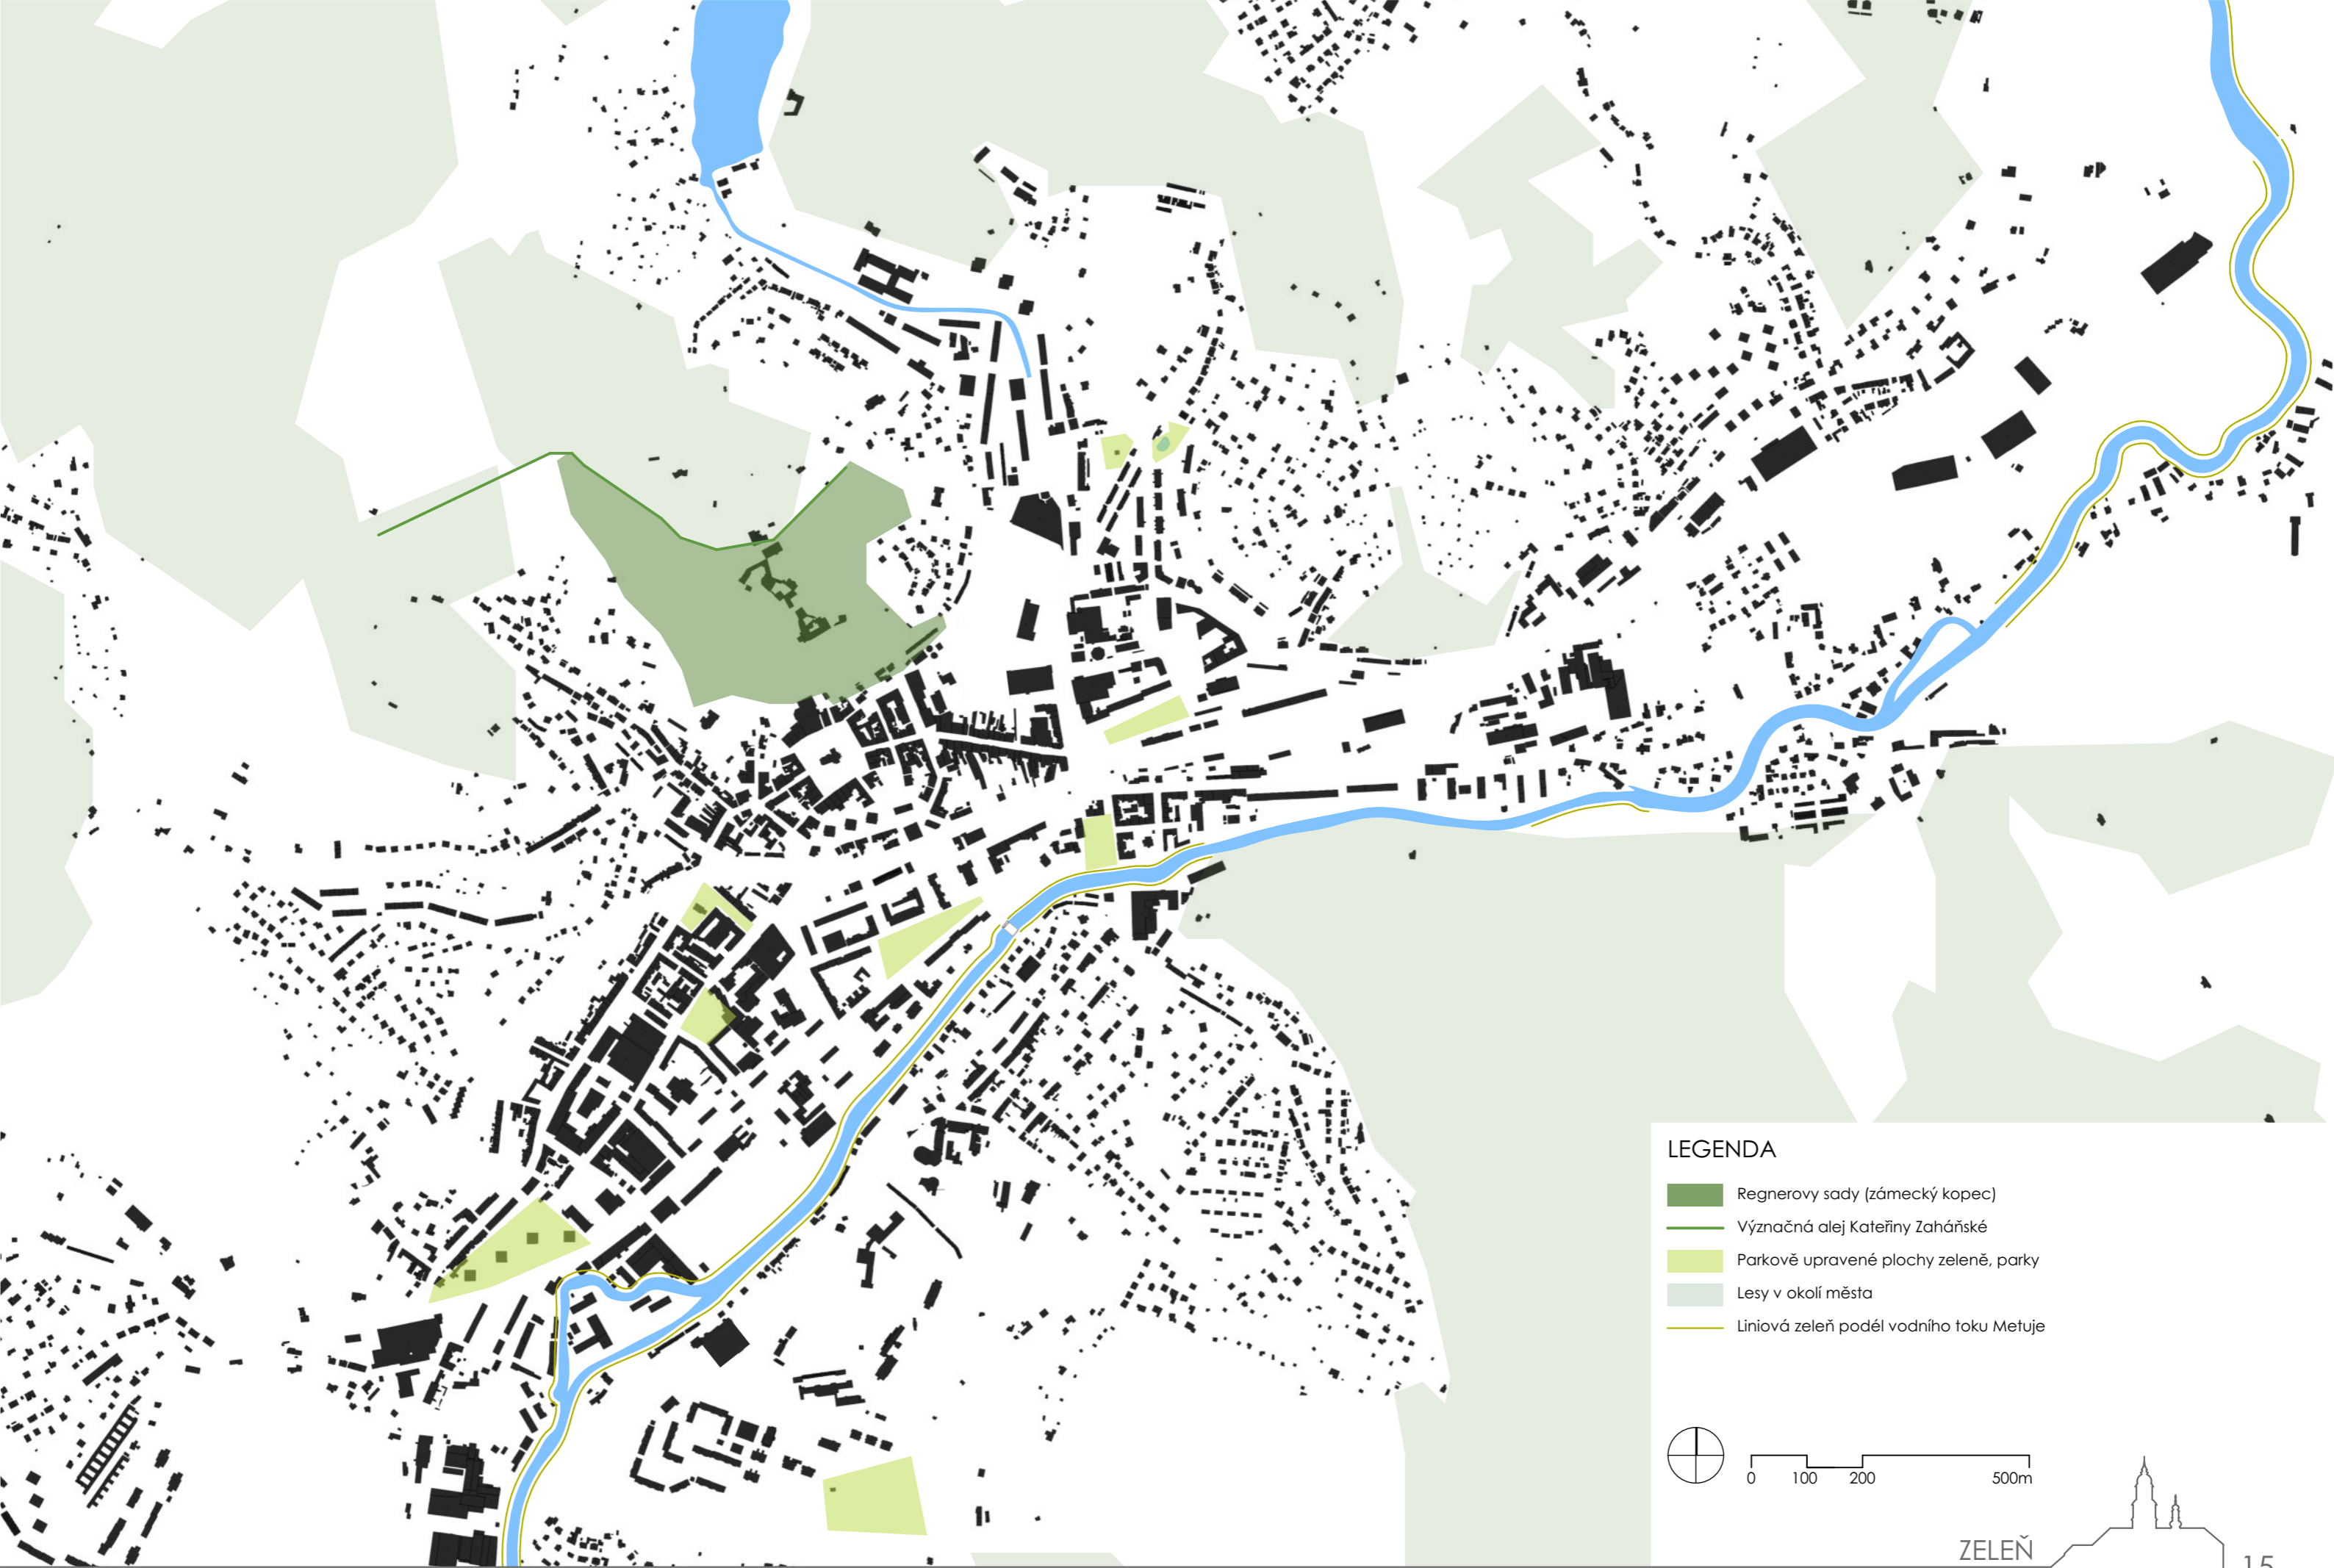 LEGENDA
Regnerovy sady (zámecký kopec)
Význačná alej Kateřiny Zaháňské
Parkově upravené plochy zeleně, parky
Lesy v okolí města
Liniová zeleň podél vodního toku Metuje
0 100 200 500m
ZELEŇ
15